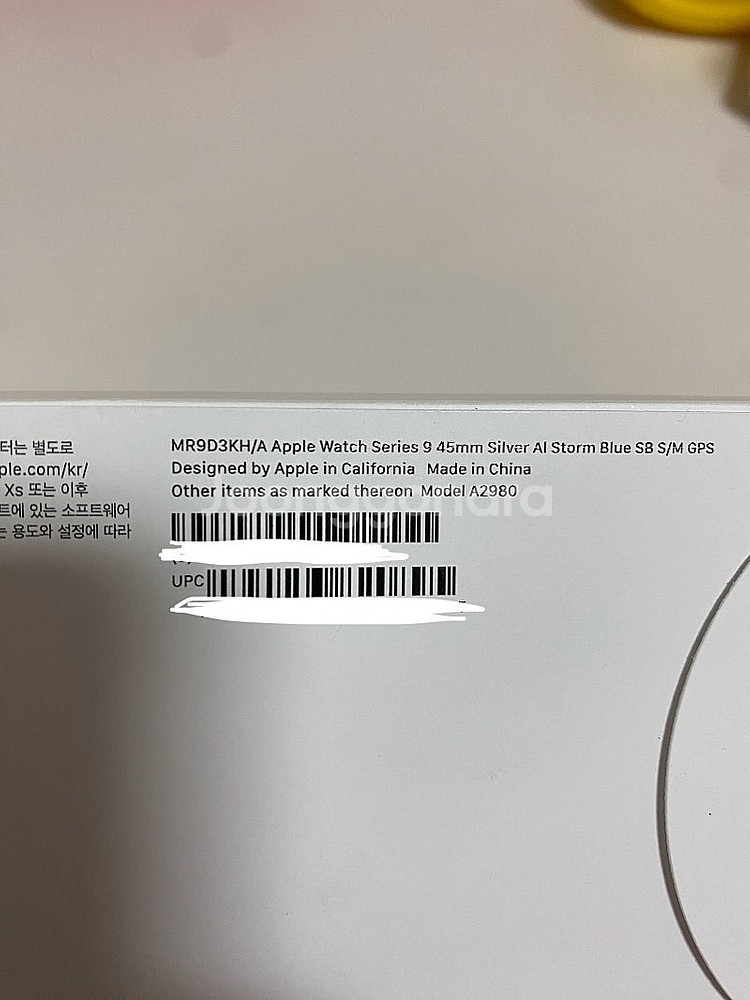 터는 별도로
ple.com/kr/
Xs 또는 이후
트에 있는 소프트웨어
는 용도와 설정에 따라
MR9D3KH/A Apple Watch Series 9 45mm Silver Al Storm Blue SB S/M GPS
Designed by Apple in California Made in China
Other items as marked thereon Model A2980
Joonggonara
UPC